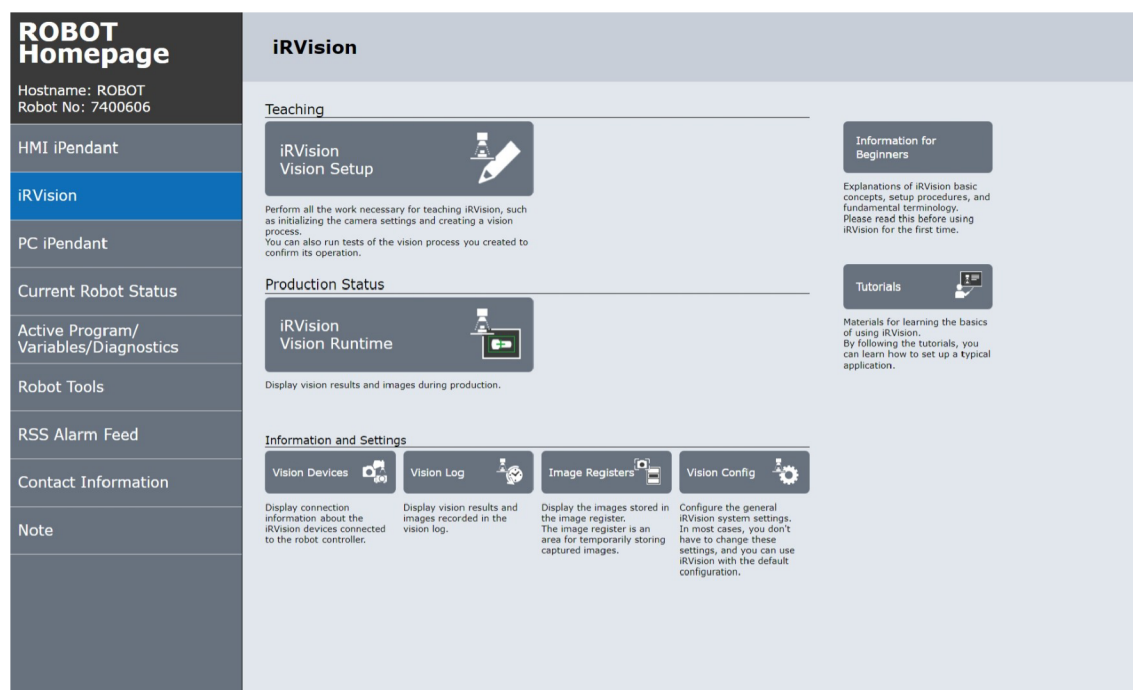 ROBOT
Homepage
Hostname: ROBOT
Robot No: 7400606
HMI iPendant
iRVision
PC iPendant
Current Robot Status
Active Program/
Variables/Diagnostics
Robot Tools
RSS Alarm Feed
Contact Information
Note
iRVision
Teaching
iRVision
Vision Setup
Perform all the work necessary for teaching iRVision, such
as initializing the camera settings and creating a vision
process.
You can also run tests of the vision process you created to
confirm its operation.
Production Status
iRVision
Vision Runtime
Display vision results and images during production.
Information and Settings
Vision Devices
Display connection
information about the
iRVision devices connected
to the robot controller.
Vision Log
Display vision results and
images recorded in the
vision log.
Image Registers
Display the images stored in
the image register.
The image register is an
area for temporarily storing
captured images.
Vision Config
Configure the general
iRVision system settings.
In most cases, you don't
have to change these
settings, and you can use
iRVision with the default
configuration.
Information for
Beginners
Explanations of iRVision basic
concepts, setup procedures, and
fundamental terminology.
Please read this before using
iRVision for the first time.
Tutorials
Materials for learning the basics
of using iRVision.
By following the tutorials, you
can learn how to set up a typical
application.